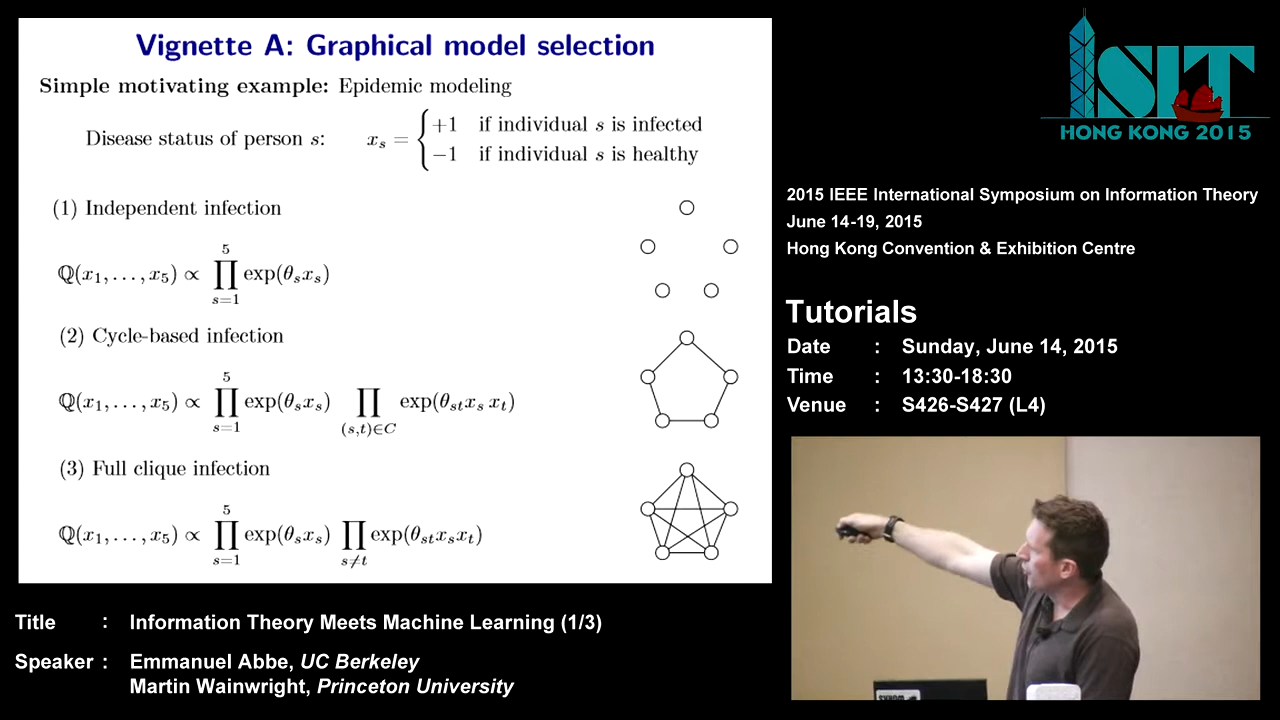 Vignette A: Graphical model selection
Simple motivating example: Epidemic modeling
Disease status of person s: x_s = { +1 if individual s is infected
−1 if individual s is healthy
(1) Independent infection
ℚ(x_1, . . . , x_5) ∝ ∏_{s=1}^{5} exp(θ_s x_s)
(2) Cycle-based infection
ℚ(x_1, . . . , x_5) ∝ ∏_{s=1}^{5} exp(θ_s x_s) ∏_{(s,t)∈C} exp(θ_{st} x_s x_t)
(3) Full clique infection
ℚ(x_1, . . . , x_5) ∝ ∏_{s=1}^{5} exp(θ_s x_s) ∏_{s≠t} exp(θ_{st} x_s x_t)
ISIT
HONG KONG 2015
2015 IEEE International Symposium on Information Theory
June 14-19, 2015
Hong Kong Convention & Exhibition Centre
Tutorials
Date : Sunday, June 14, 2015
Time : 13:30-18:30
Venue : S426-S427 (L4)
Title : Information Theory Meets Machine Learning (1/3)
Speaker : Emmanuel Abbe, UC Berkeley
Martin Wainwright, Princeton University